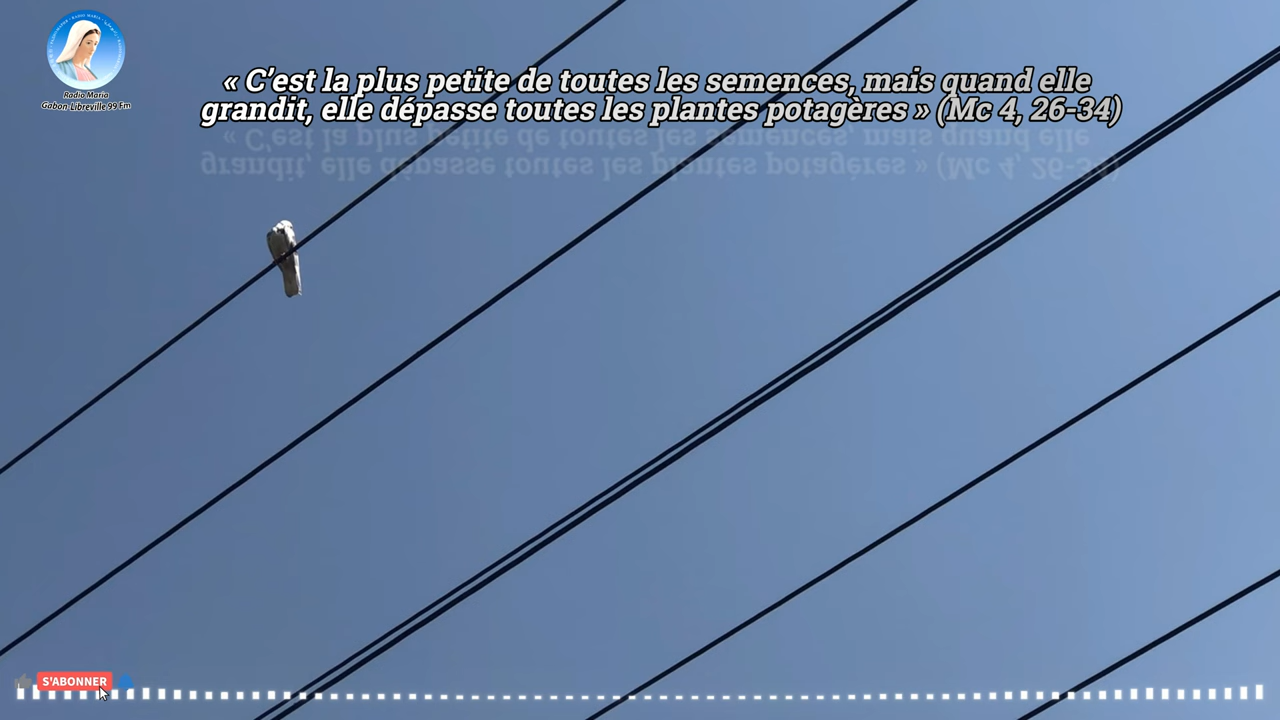 Radio Maria
Gabon Libreville 99 Fm
« C'est la plus petite de toutes les semences, mais quand elle
grandit, elle dépasse toutes les plantes potagères » (Mc 4, 26-34)
S'ABONNER